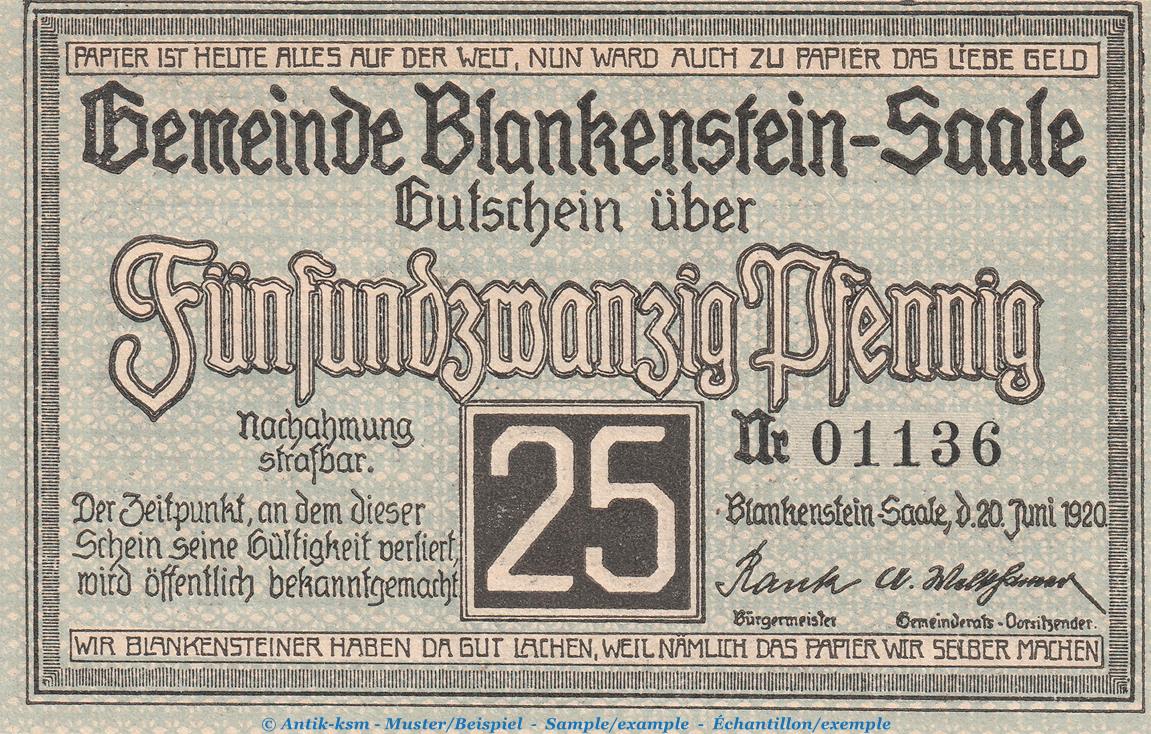 PAPIER IST HEUTE ALLES AUF DER WELT, NUN WARD AUCH ZU PAPIER DAS LIEBE GELD
Gemeinde Blankenstein-Saale
Gutschein über
Fünfundzwanzig Pfennig
Nachahmung
strafbar.
Der Zeitpunkt, an dem dieser
Schein seine Gültigkeit verliert,
wird öffentlich bekanntgemacht
25
Nr 01136
Blankenstein-Saale, d. 20. Juni 1920.
Rank
Bürgermeister Gemeinderats-Vorsitzender.
WIR BLANKENSTEINER HABEN DA GUT LACHEN, WEIL NÄMLICH DAS PAPIER WIR SELBER MACHEN
© Antik-ksm - Muster/Beispiel - Sample/example - Échantillon/exemple